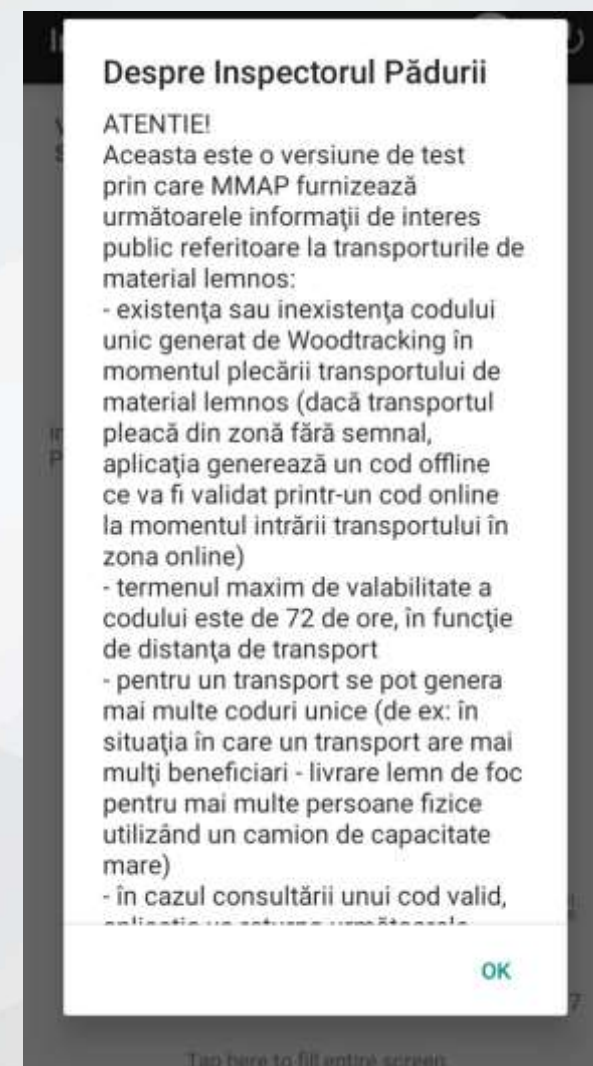 Despre Inspectorul Pădurii
ATENTIE!
Aceasta este o versiune de test
prin care MMAP furnizează
următoarele informaţii de interes
public referitoare la transporturile de
material lemnos:
- existenţa sau inexistenţa codului
unic generat de Woodtracking în
momentul plecării transportului de
material lemnos (dacă transportul
pleacă din zonă fără semnal,
aplicaţia generează un cod offline
ce va fi validat printr-un cod online
la momentul intrării transportului în
zona online)
- termenul maxim de valabilitate a
codului este de 72 de ore, în funcţie
de distanţa de transport
- pentru un transport se pot genera
mai multe coduri unice (de ex: în
situaţia în care un transport are mai
mulţi beneficiari - livrare lemn de foc
pentru mai multe persoane fizice
utilizând un camion de capacitate
mare)
- în cazul consultării unui cod valid,
OK
Tap here to fill entire screen